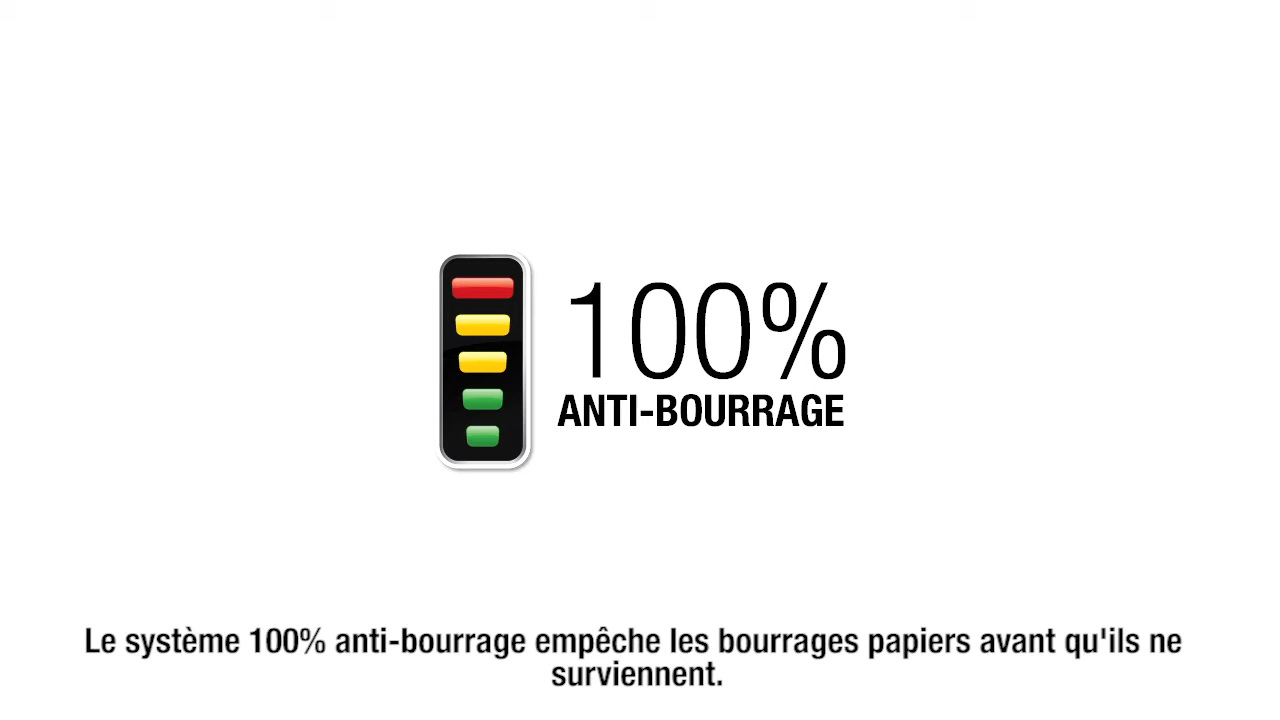 100%
ANTI-BOURRAGE
Le système 100% anti-bourrage empêche les bourrages papiers avant qu'ils ne
surviennent.